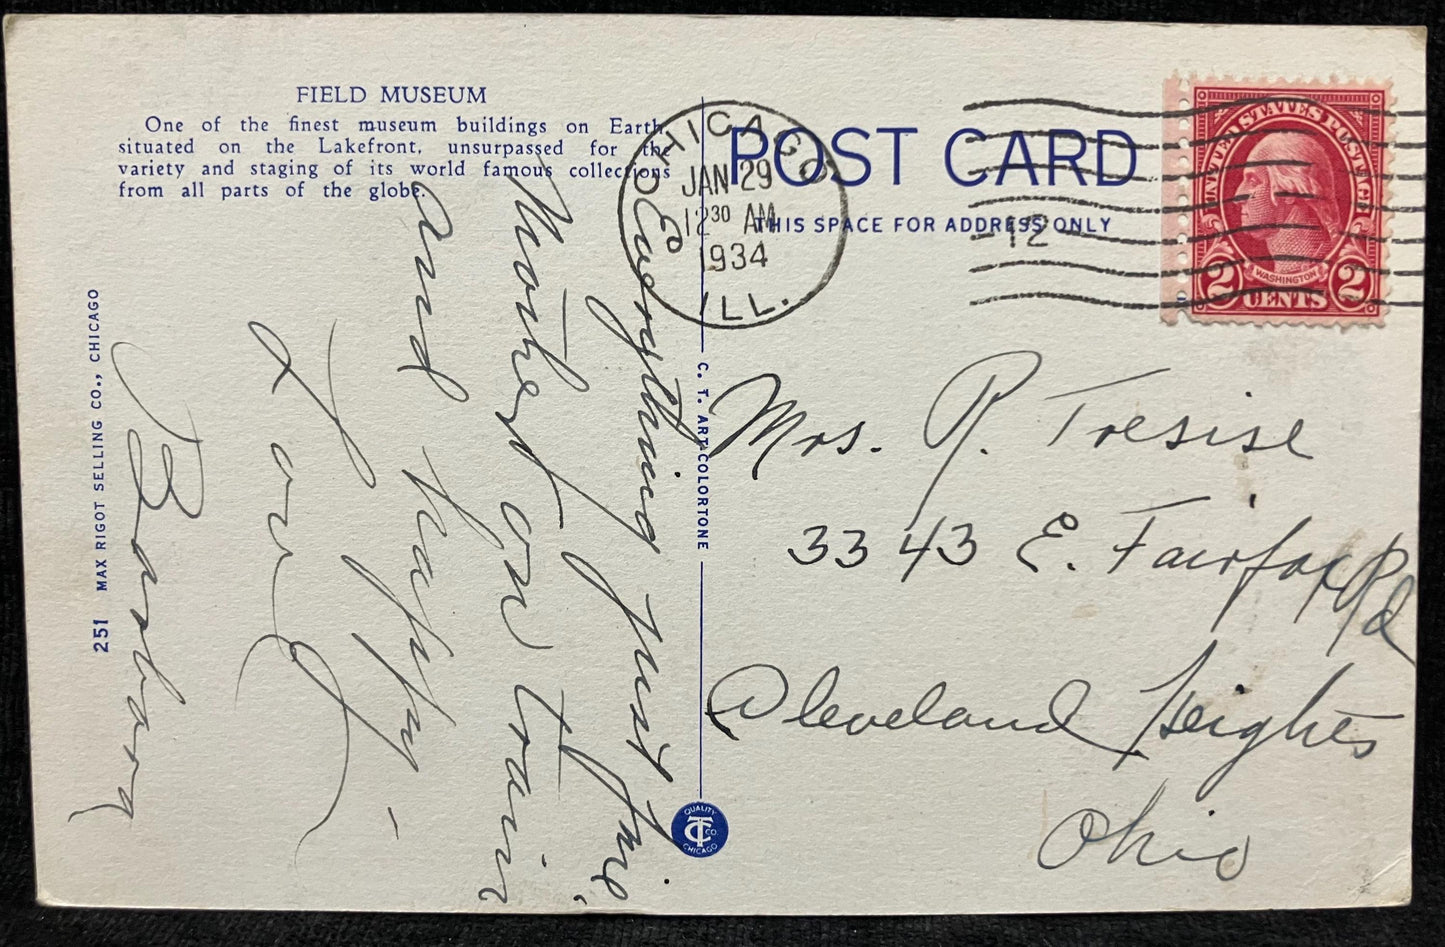 FIELD MUSEUM
One of the finest museum buildings on Earth,
situated on the Lakefront, unsurpassed for the
variety and staging of its world famous collections
from all parts of the globe.
251 MAX RIGOT SELLING CO., CHICAGO
Everything just fine,
Mother on train
and happy –
Love
Barbara
C. T. ART-COLORTONE
QUALITY
CT CO.
CHICAGO
POST CARD
THIS SPACE FOR ADDRESS ONLY
CHICAGO
JAN 29
12 30 AM
1934
ILL.
-12-
UNITED STATES POSTAGE
WASHINGTON
2 CENTS 2
Mrs. R. Tresise
3343 E. Fairfax Rd
Cleveland Heights
Ohio